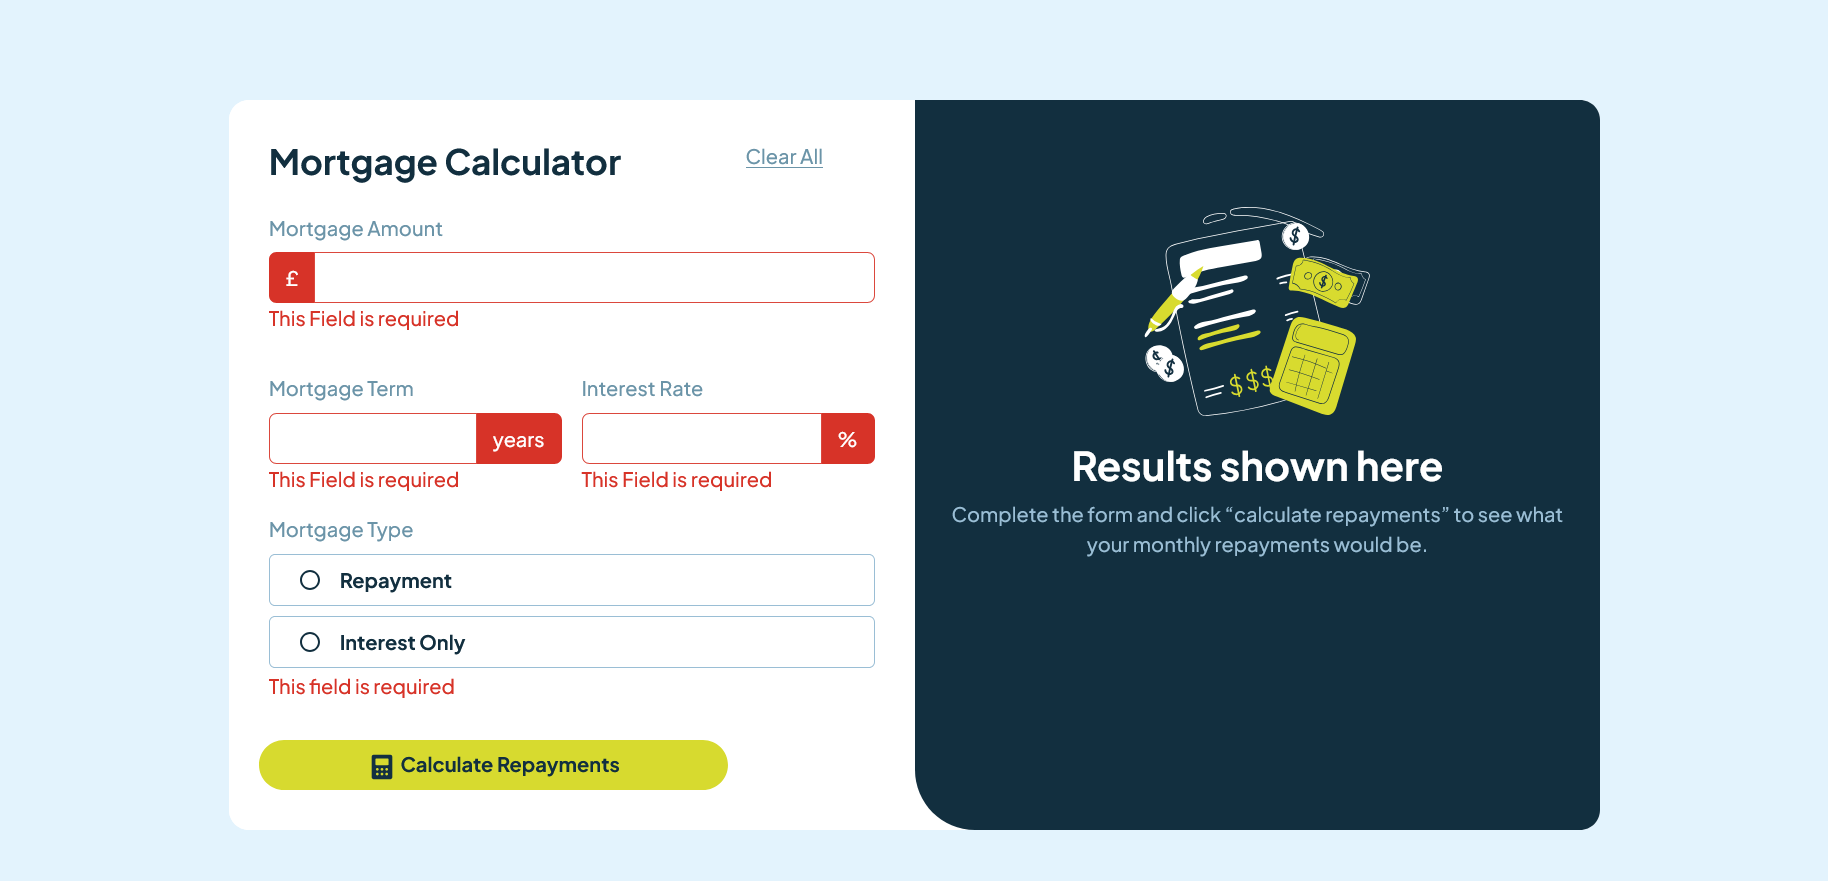 Mortgage Calculator
Clear All
Mortgage Amount
£
This Field is required
Mortgage Term
years
This Field is required
Interest Rate
%
This Field is required
Mortgage Type
Repayment
Interest Only
This field is required
Calculate Repayments
$
$
$
$
$$$
Results shown here
Complete the form and click “calculate repayments” to see what
your monthly repayments would be.